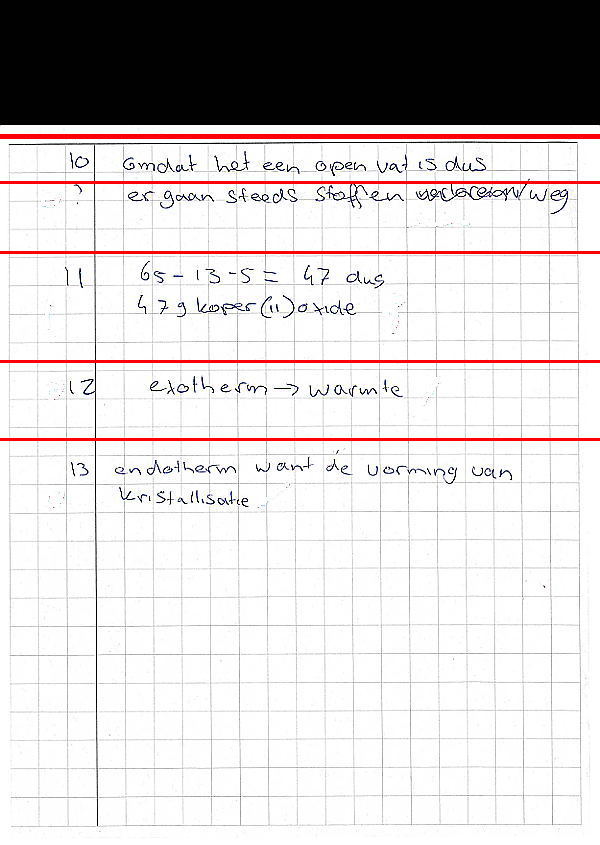 10 Omdat het een open vat is dus
? er gaan steeds stoffen weg
11 65 - 13 - 5 = 47 dus
47 g koper(II)oxide
12 exotherm → warmte
13 endotherm want de vorming van
kristallisatie